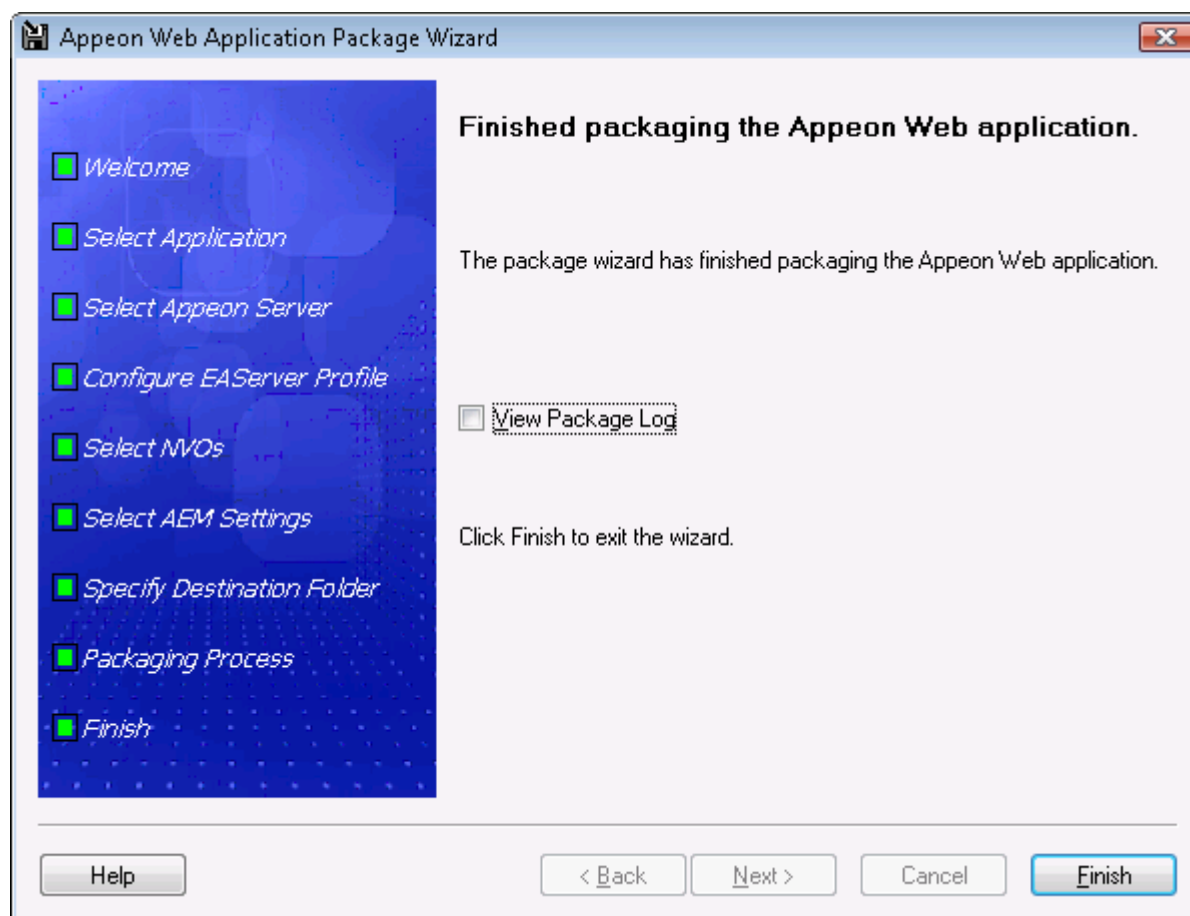 Appeon Web Application Package Wizard
Welcome
Select Application
Select Appeon Server
Configure EAServer Profile
Select NVOs
Select AEM Settings
Specify Destination Folder
Packaging Process
Finish
Finished packaging the Appeon Web application.
The package wizard has finished packaging the Appeon Web application.
View Package Log
Click Finish to exit the wizard.
Help
< Back
Next >
Cancel
Finish